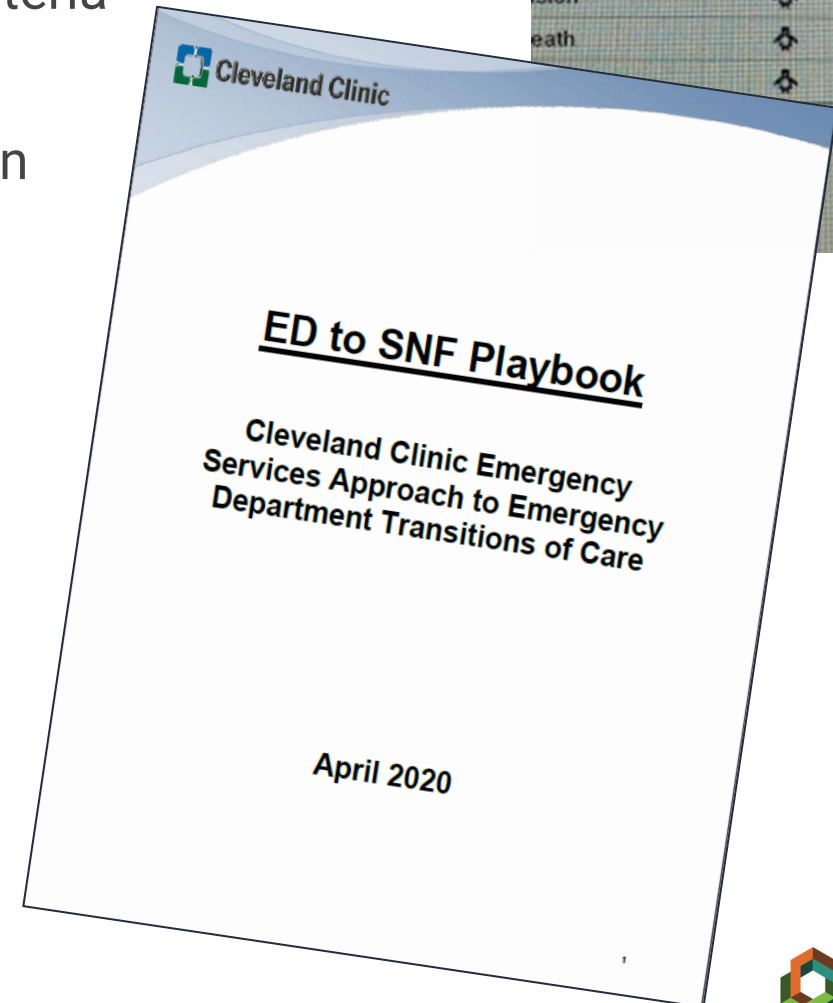 Cleveland Clinic
ED to SNF Playbook
Cleveland Clinic Emergency
Services Approach to Emergency
Department Transitions of Care
April 2020
1